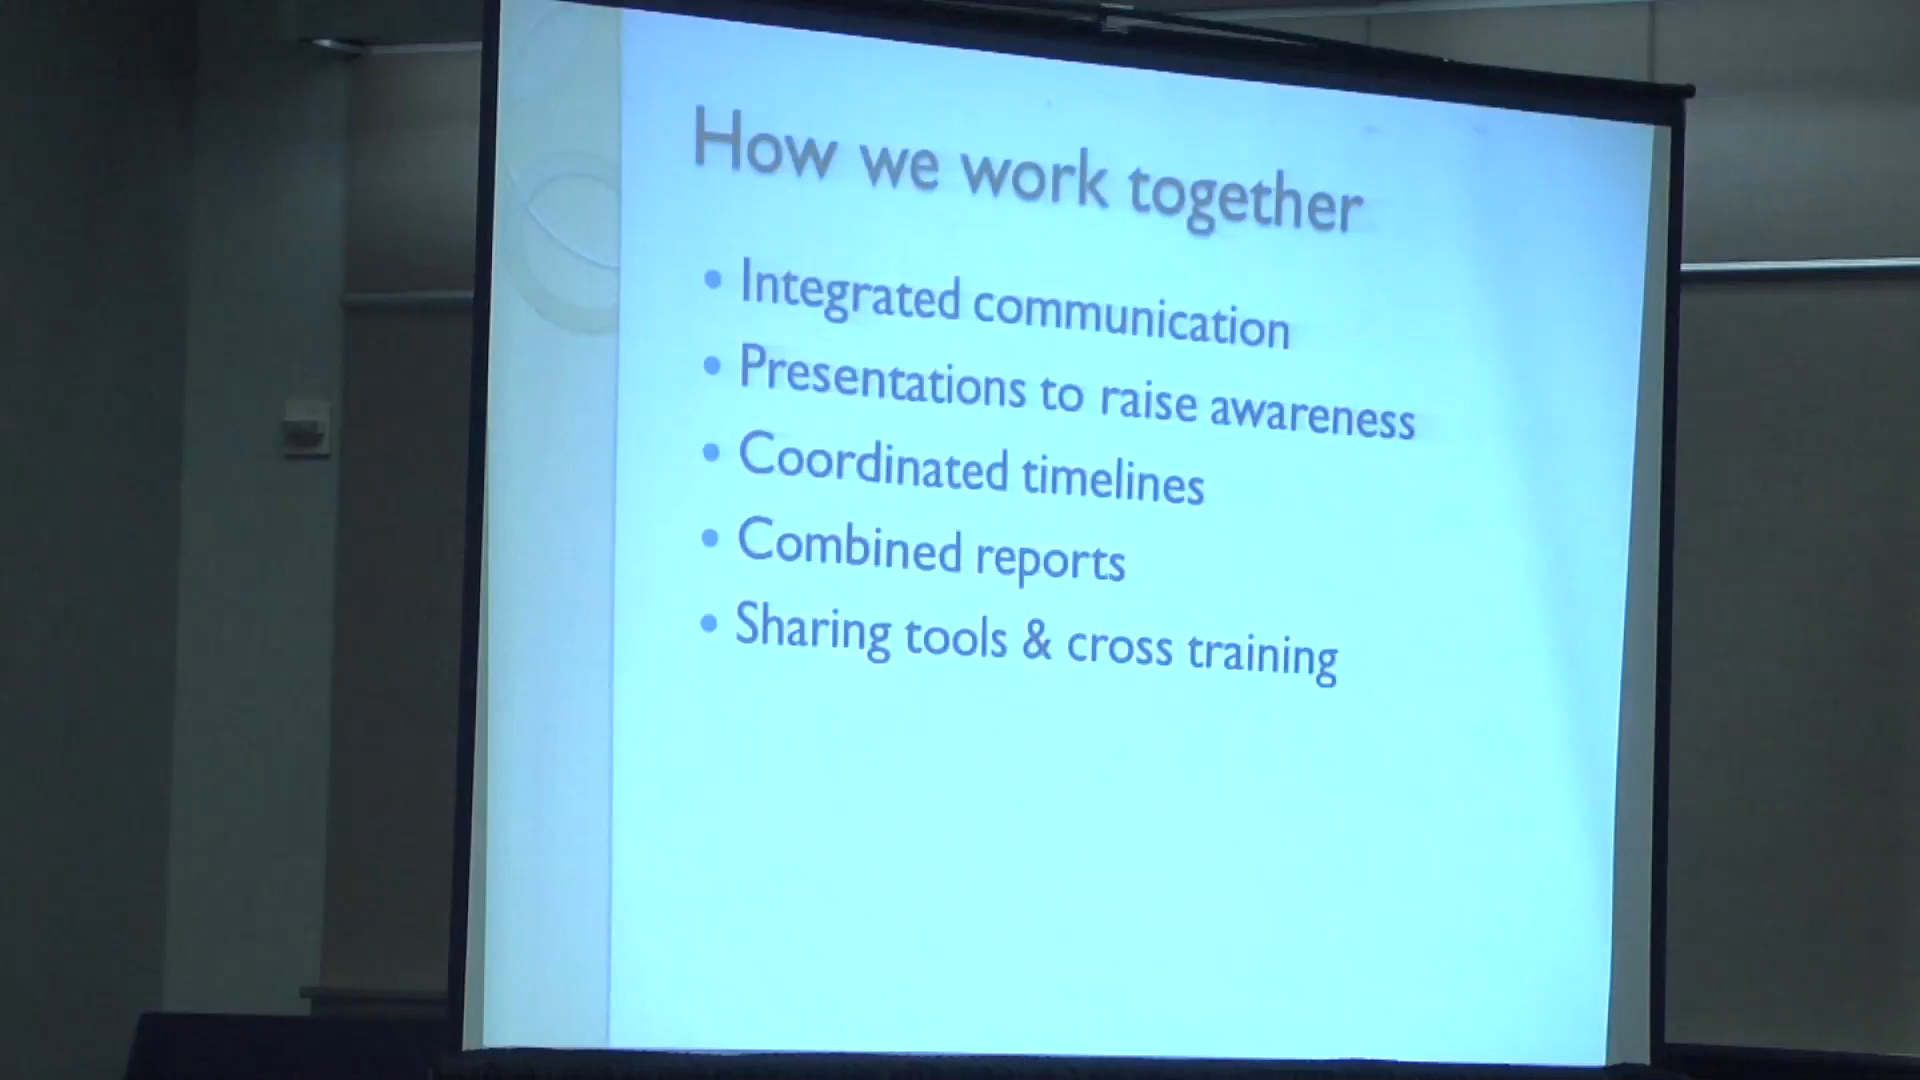 How we work together
• Integrated communication
• Presentations to raise awareness
• Coordinated timelines
• Combined reports
• Sharing tools & cross training